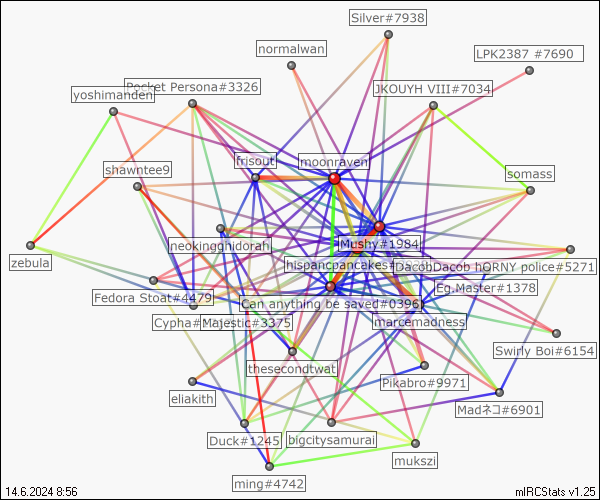 Silver#7938
normalwan
LPK2387 #7690
Pocket Persona#3326
JKOUYH VIII#7034
yoshimanden
frisout
moonraven
shawntee9
somass
neokingghidorah
Mushy#1984
zebula
hispancpancakes
DacobDacob hORNY police#5271
Eg.Master#1378
Fedora Stoat#4479
Can anything be saved#0396
Cypha#
Majestic#3375
marcemadness
Swirly Boi#6154
thesecondtwat
Pikabro#9971
eliakith
Madネコ#6901
Duck#1245
bigcitysamurai
mukszi
ming#4742
14.6.2024 8:56
mIRCStats v1.25